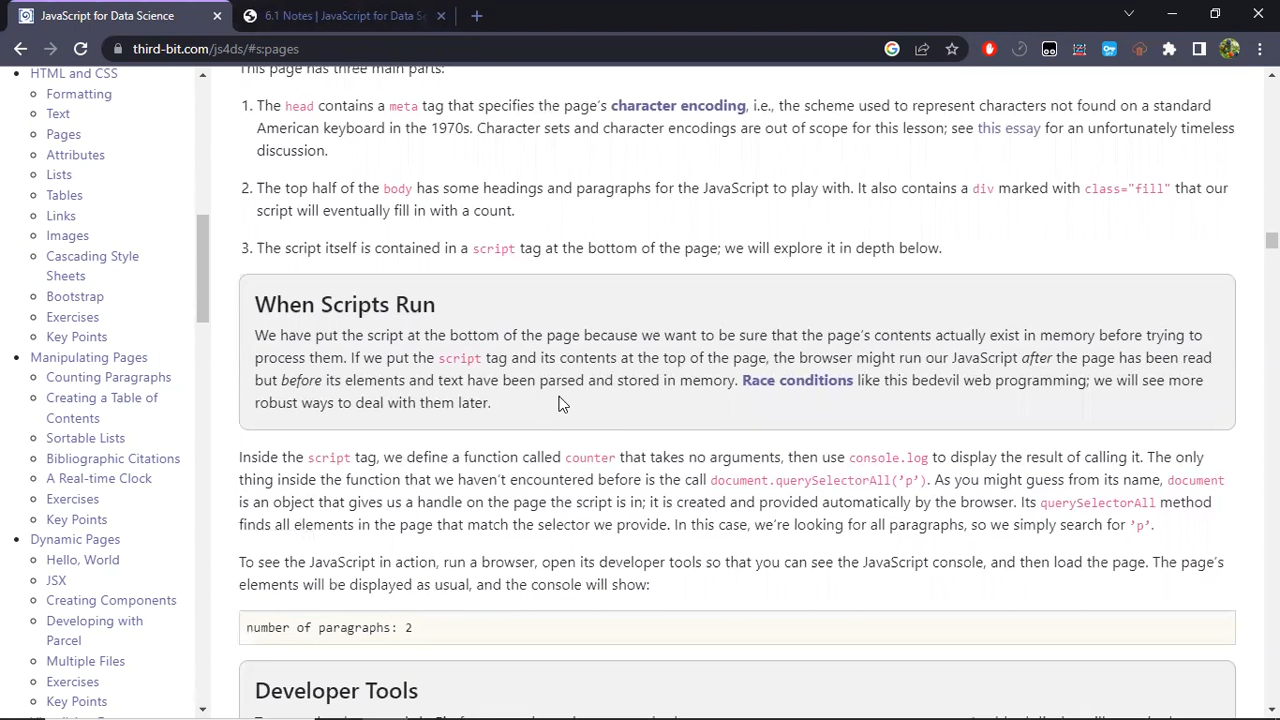 JavaScript for Data Science
6.1 Notes | JavaScript for Data S
third-bit.com/js4ds/#s:pages
HTML and CSS
Formatting
Text
Pages
Attributes
Lists
Tables
Links
Images
Cascading Style
Sheets
Bootstrap
Exercises
Key Points
Manipulating Pages
Counting Paragraphs
Creating a Table of
Contents
Sortable Lists
Bibliographic Citations
A Real-time Clock
Exercises
Key Points
Dynamic Pages
Hello, World
JSX
Creating Components
Developing with
Parcel
Multiple Files
Exercises
Key Points
This page has three main parts:
1. The head contains a meta tag that specifies the page’s character encoding, i.e., the scheme used to represent characters not found on a standard
American keyboard in the 1970s. Character sets and character encodings are out of scope for this lesson; see this essay for an unfortunately timeless
discussion.
2. The top half of the body has some headings and paragraphs for the JavaScript to play with. It also contains a div marked with class="fill" that our
script will eventually fill in with a count.
3. The script itself is contained in a script tag at the bottom of the page; we will explore it in depth below.
When Scripts Run
We have put the script at the bottom of the page because we want to be sure that the page’s contents actually exist in memory before trying to
process them. If we put the script tag and its contents at the top of the page, the browser might run our JavaScript after the page has been read
but before its elements and text have been parsed and stored in memory. Race conditions like this bedevil web programming; we will see more
robust ways to deal with them later.
Inside the script tag, we define a function called counter that takes no arguments, then use console.log to display the result of calling it. The only
thing inside the function that we haven’t encountered before is the call document.querySelectorAll(’p’). As you might guess from its name, document
is an object that gives us a handle on the page the script is in; it is created and provided automatically by the browser. Its querySelectorAll method
finds all elements in the page that match the selector we provide. In this case, we’re looking for all paragraphs, so we simply search for ’p’.
To see the JavaScript in action, run a browser, open its developer tools so that you can see the JavaScript console, and then load the page. The page’s
elements will be displayed as usual, and the console will show:
number of paragraphs: 2
Developer Tools